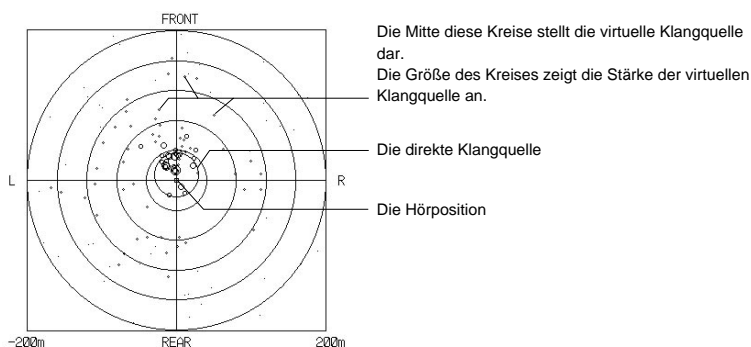 FRONT
Die Mitte diese Kreise stellt die virtuelle Klangquelle
dar.
Die Größe des Kreises zeigt die Stärke der virtuellen
Klangquelle an.
Die direkte Klangquelle
L
R
Die Hörposition
-200m
REAR
200m